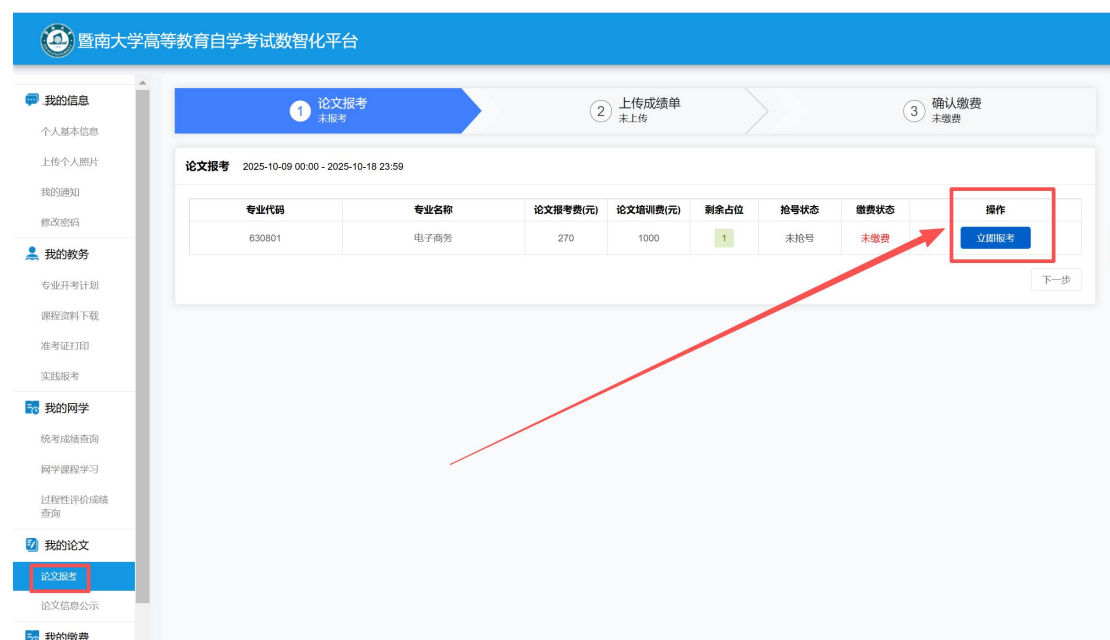 暨南大学高等教育自学考试数智化平台
我的信息
个人基本信息
上传个人照片
我的通知
修改密码
我的教务
专业开考计划
课程资料下载
准考证打印
实践报考
我的网学
统考成绩查询
网学课程学习
过程性评价成绩
查询
我的论文
论文报考
论文信息公示
我的缴费
1 论文报考
未报考
2 上传成绩单
未上传
3 确认缴费
未缴费
论文报考 2025-10-09 00:00 - 2025-10-18 23:59
专业代码 专业名称 论文报考费(元) 论文培训费(元) 剩余占位 抢号状态 缴费状态 操作
630801 电子商务 270 1000 1 未抢号 未缴费 立即报考
下一步